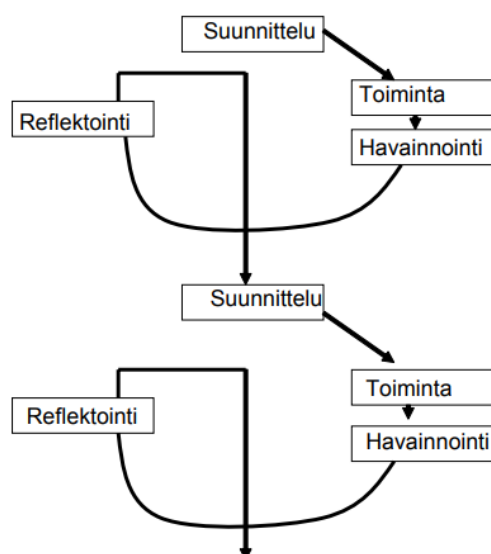 Suunnittelu
Toiminta
Reflektointi
Havainnointi
Suunnittelu
Toiminta
Reflektointi
Havainnointi